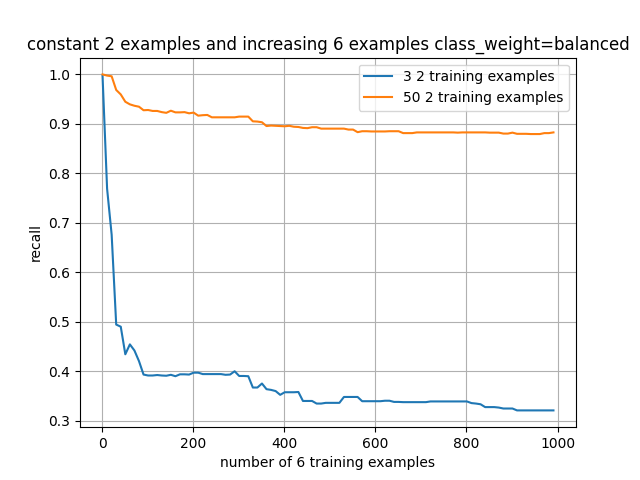 constant 2 examples and increasing 6 examples class_weight=balanced
3 2 training examples
50 2 training examples
recall
1.0
0.9
0.8
0.7
0.6
0.5
0.4
0.3
0 200 400 600 800 1000
number of 6 training examples